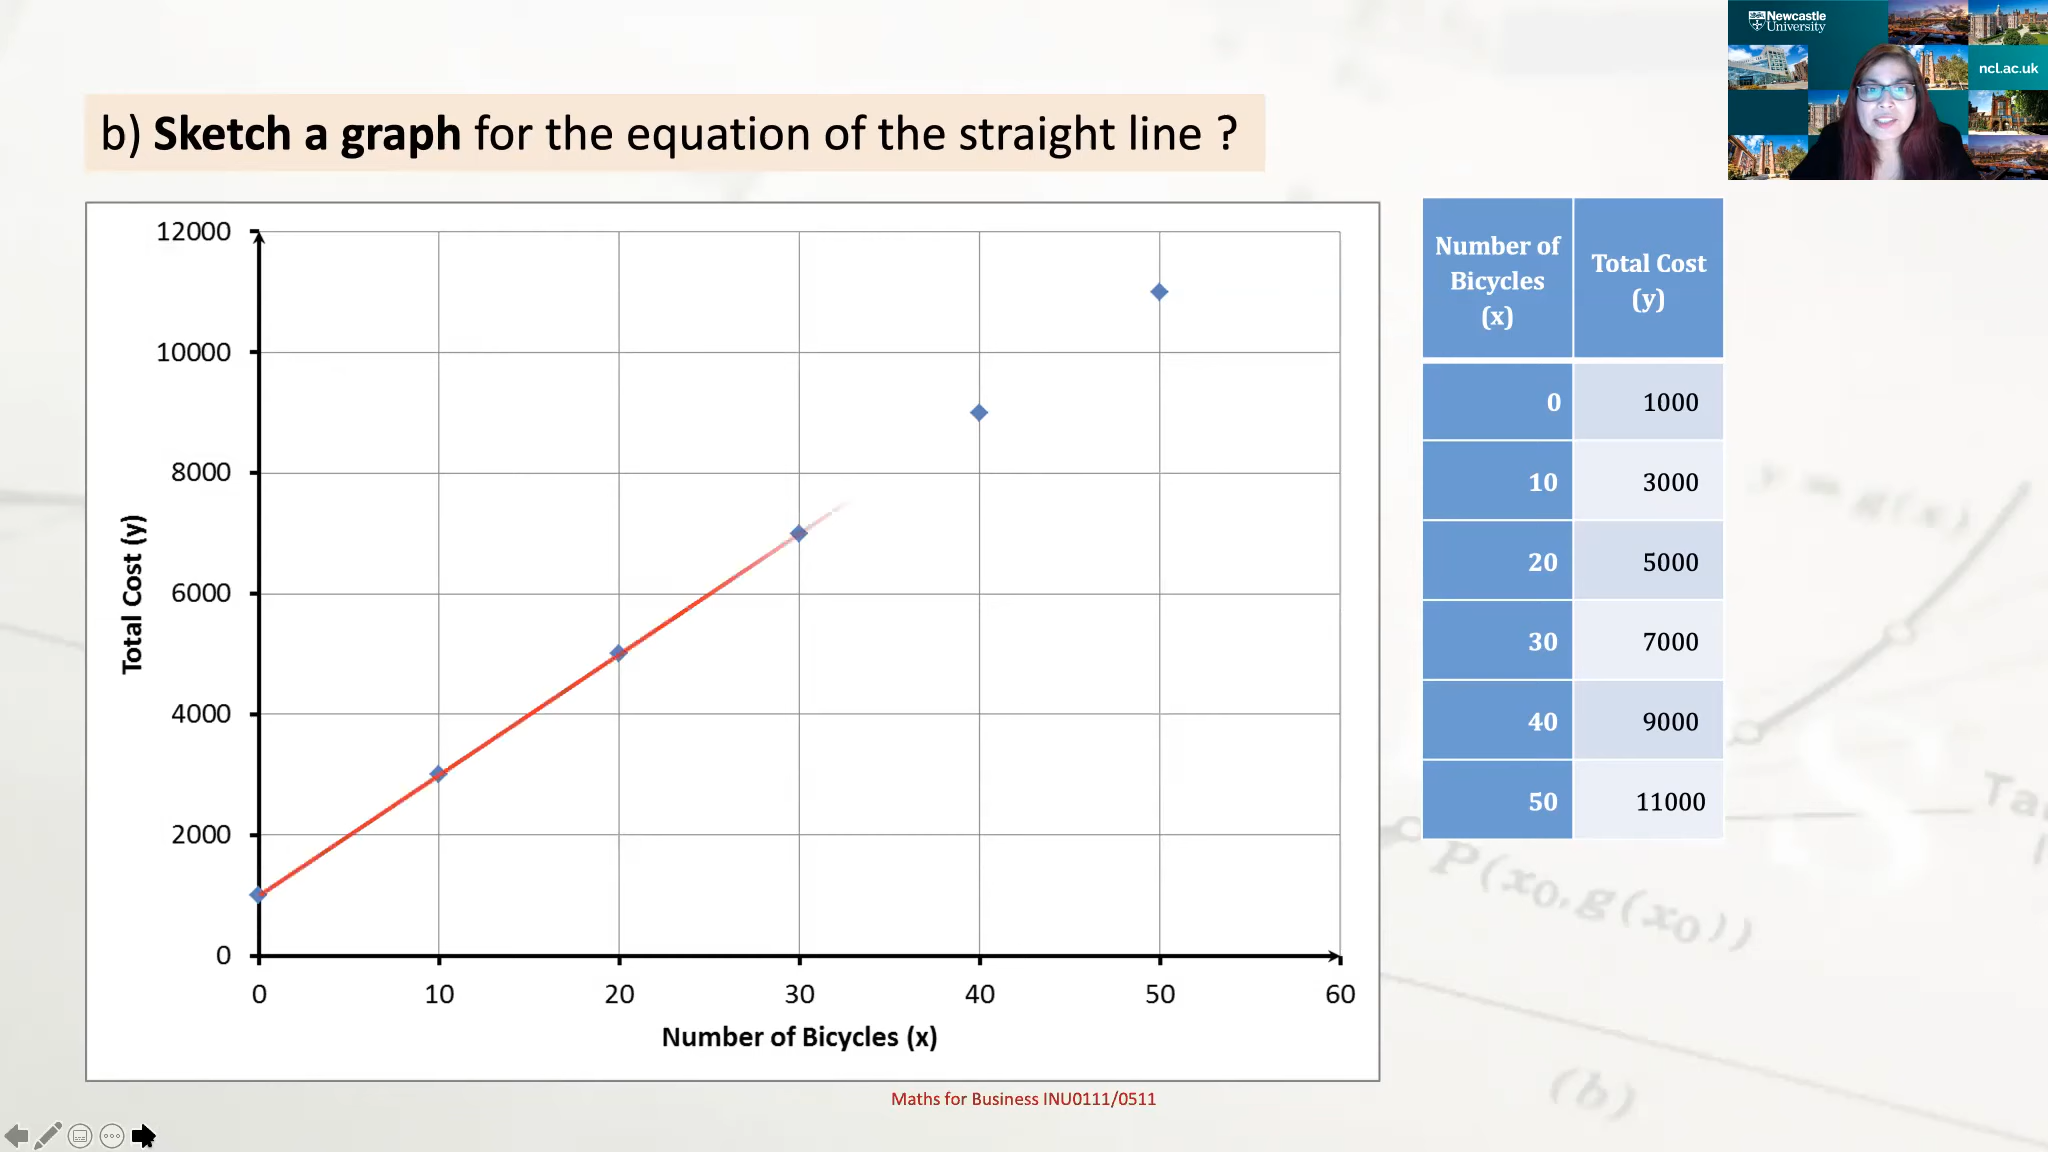 Newcastle
University
ncl.ac.uk
b) Sketch a graph for the equation of the straight line ?
12000
10000
8000
6000
4000
2000
0
Total Cost (y)
0 10 20 30 40 50 60
Number of Bicycles (x)
Number of
Bicycles
(x)
Total Cost
(y)
0 1000
10 3000
20 5000
30 7000
40 9000
50 11000
y = g(x)
P(x₀, g(x₀))
(b)
Maths for Business INU0111/0511